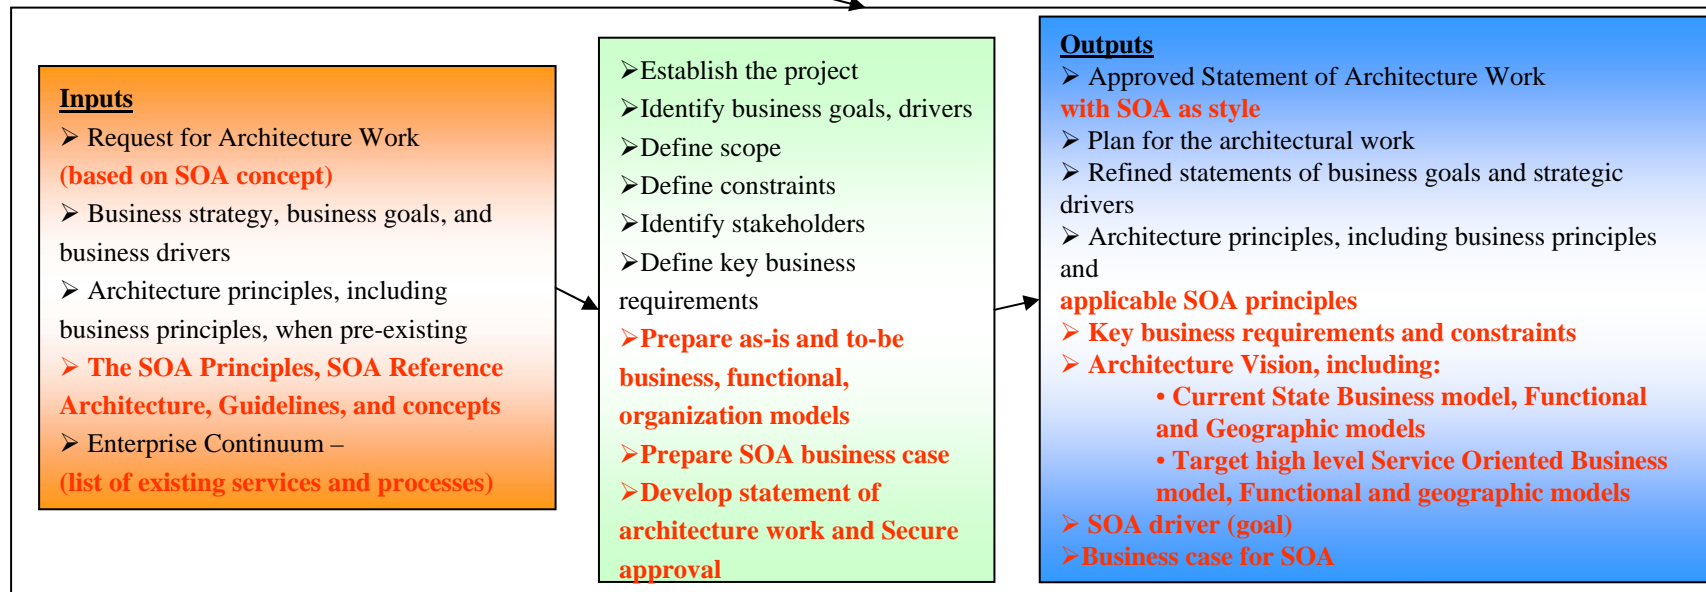 Inputs
➢ Request for Architecture Work
(based on SOA concept)
➢ Business strategy, business goals, and
business drivers
➢ Architecture principles, including
business principles, when pre-existing
➢ The SOA Principles, SOA Reference
Architecture, Guidelines, and concepts
➢ Enterprise Continuum –
(list of existing services and processes)
➢Establish the project
➢Identify business goals, drivers
➢Define scope
➢Define constraints
➢Identify stakeholders
➢Define key business
requirements
➢Prepare as-is and to-be
business, functional,
organization models
➢Prepare SOA business case
➢Develop statement of
architecture work and Secure
approval
Outputs
➢ Approved Statement of Architecture Work
with SOA as style
➢ Plan for the architectural work
➢ Refined statements of business goals and strategic
drivers
➢ Architecture principles, including business principles
and
applicable SOA principles
➢ Key business requirements and constraints
➢ Architecture Vision, including:
• Current State Business model, Functional
and Geographic models
• Target high level Service Oriented Business
model, Functional and geographic models
➢ SOA driver (goal)
➢Business case for SOA